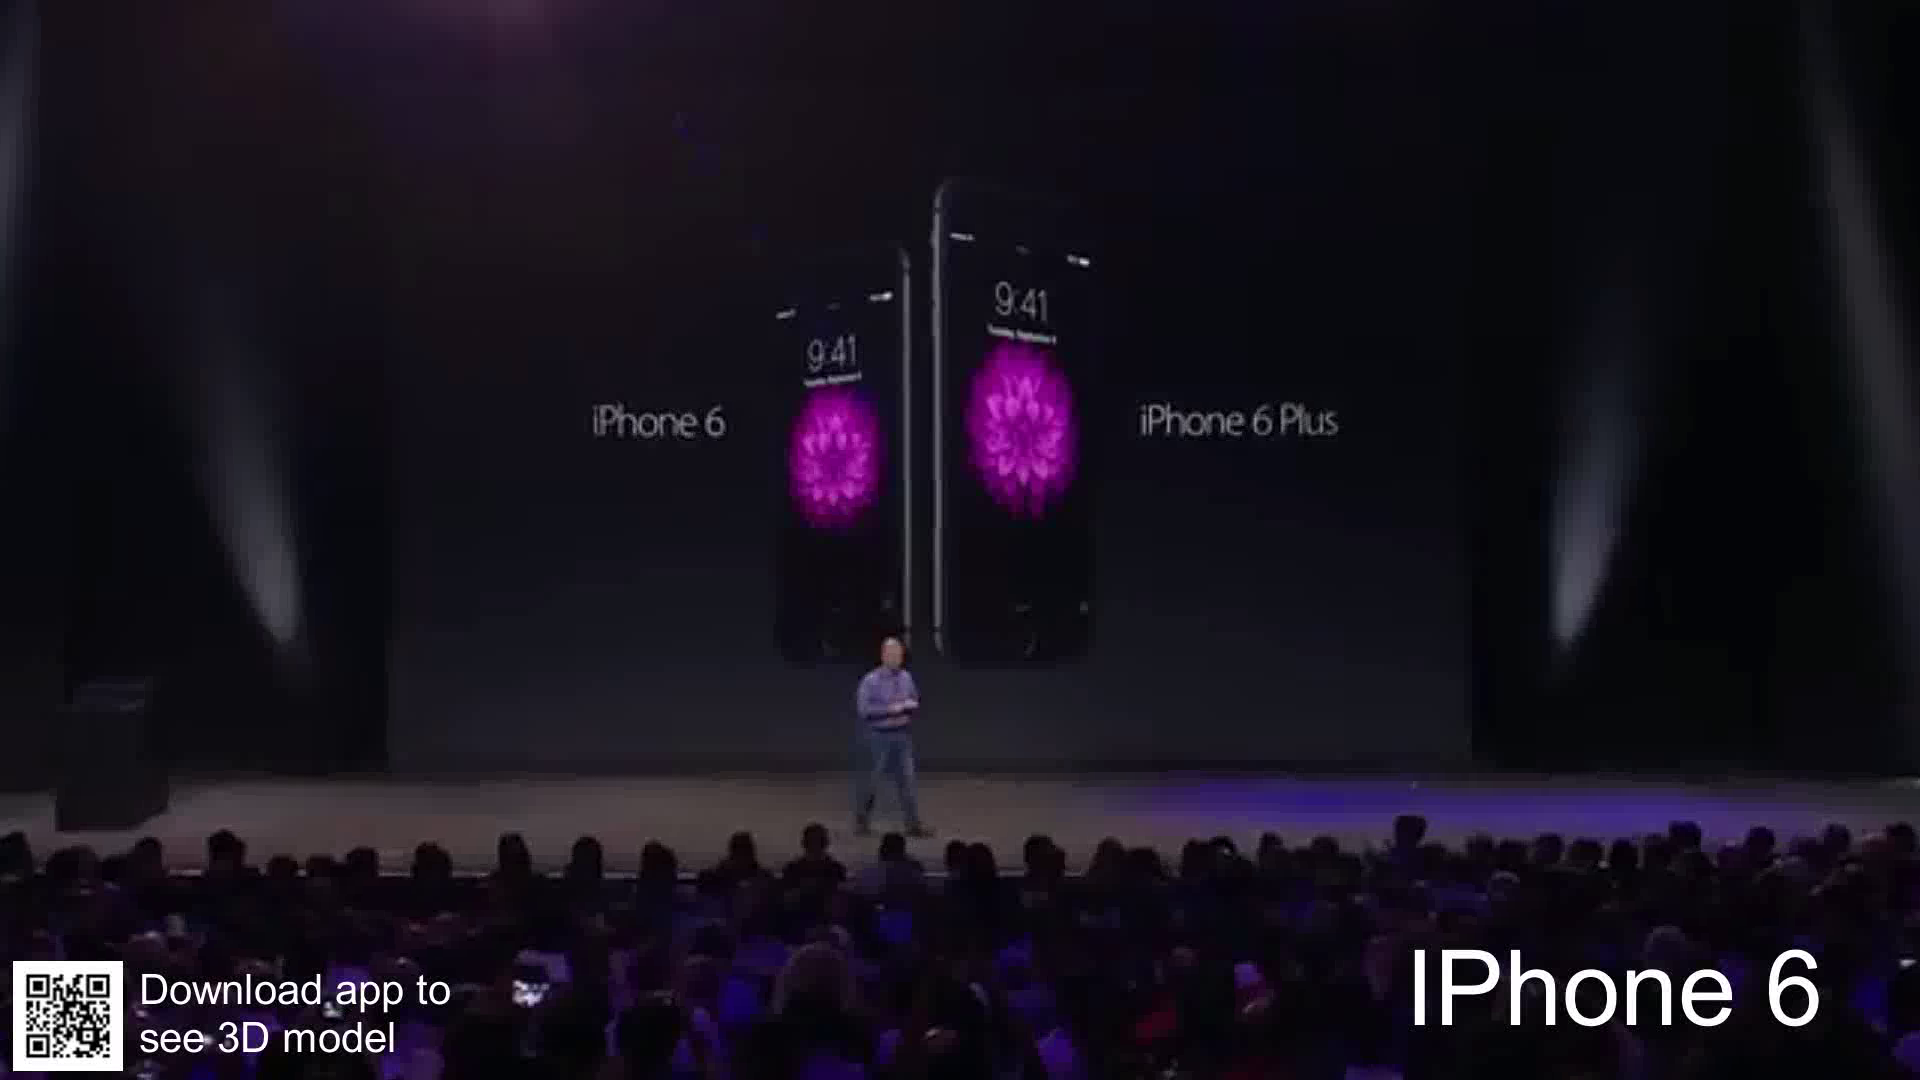 9:41
9:41
iPhone 6
iPhone 6 Plus
Download app to
see 3D model
IPhone 6